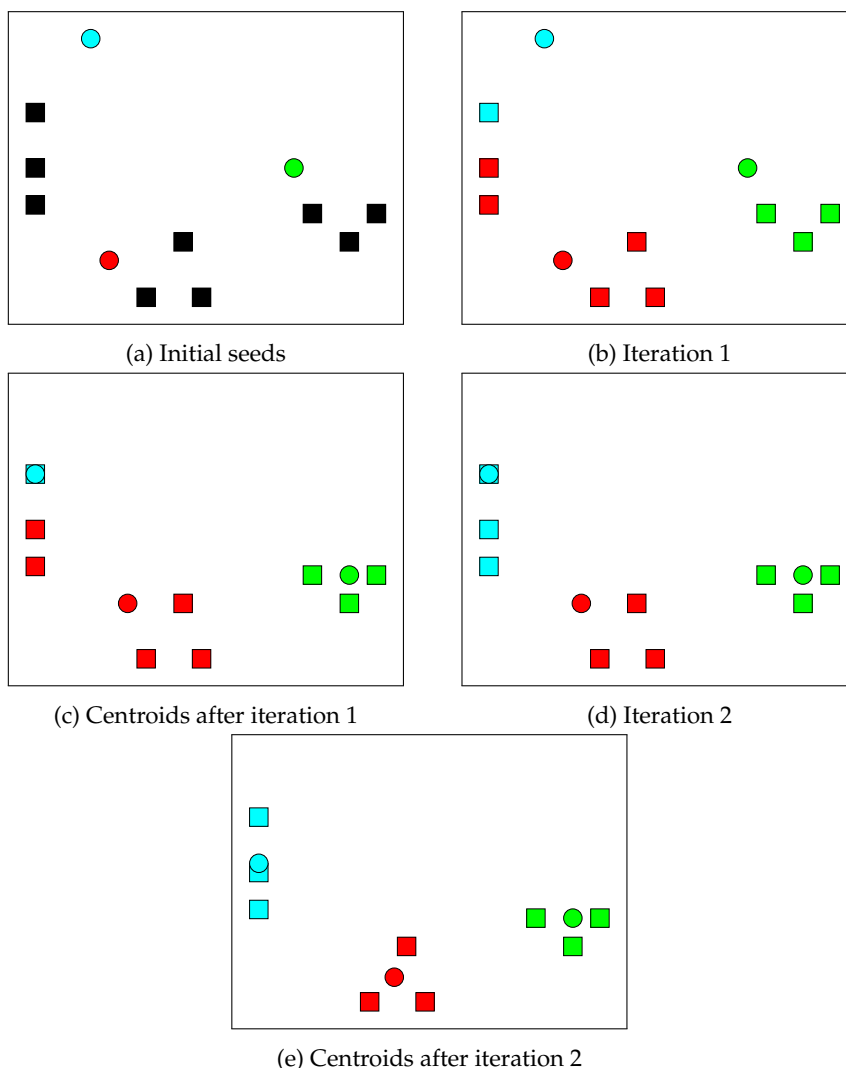 (a) Initial seeds
(b) Iteration 1
(c) Centroids after iteration 1
(d) Iteration 2
(e) Centroids after iteration 2